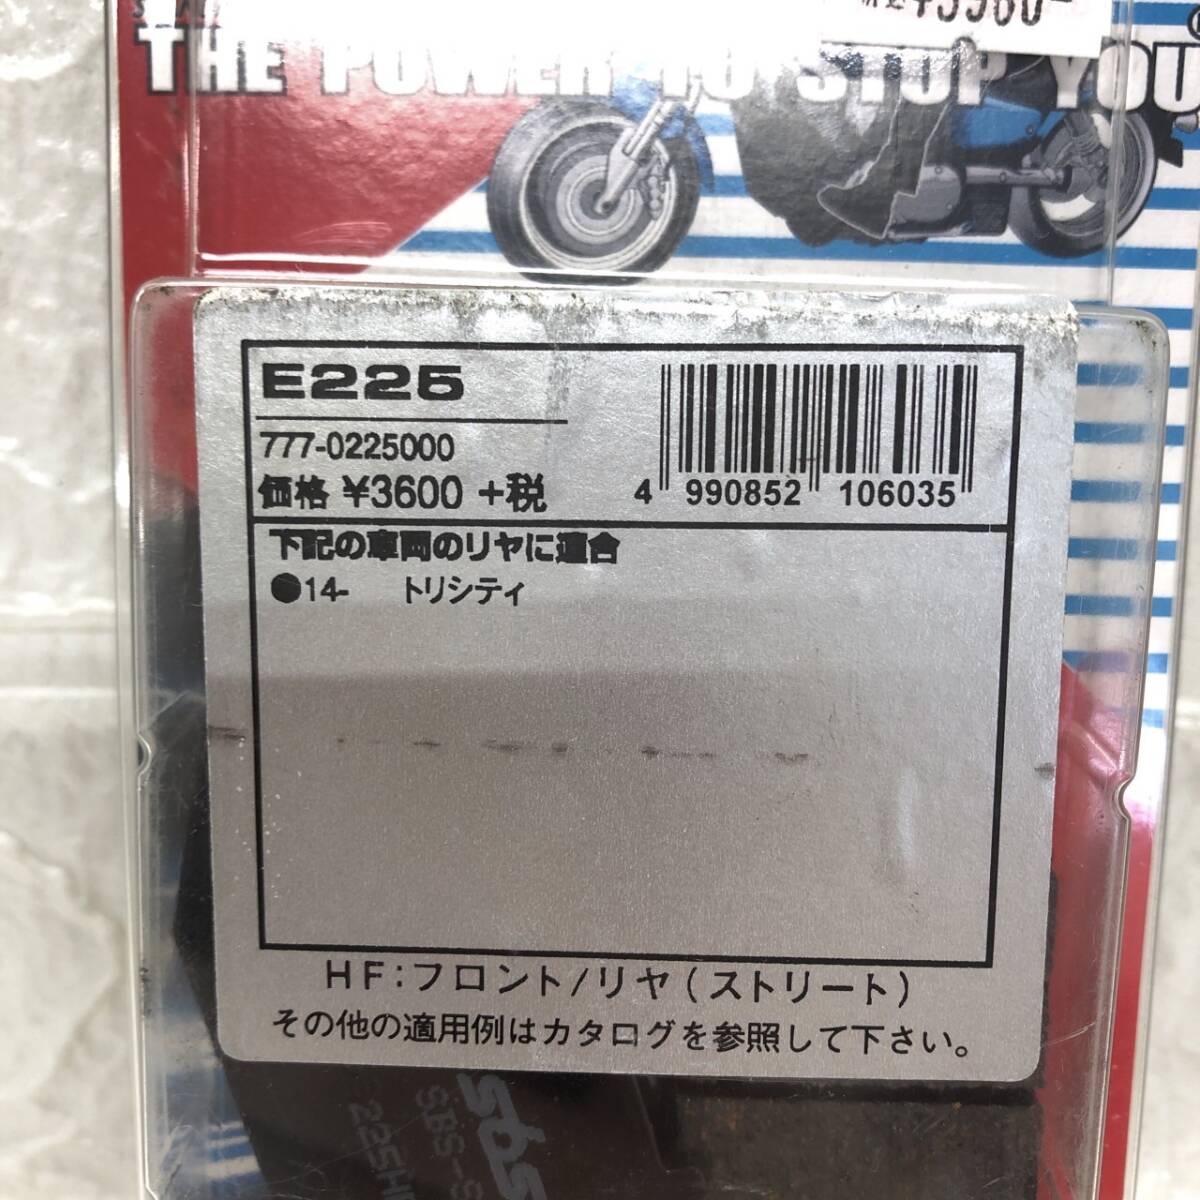 THE POWER TO STOP YOU
E225
777-0225000
価格 ¥3600 +税
4 990852 106035
下記の車両のリヤに適合
●14- トリシティ
HF:フロント/リヤ(ストリート)
その他の適用例はカタログを参照して下さい。
sbs